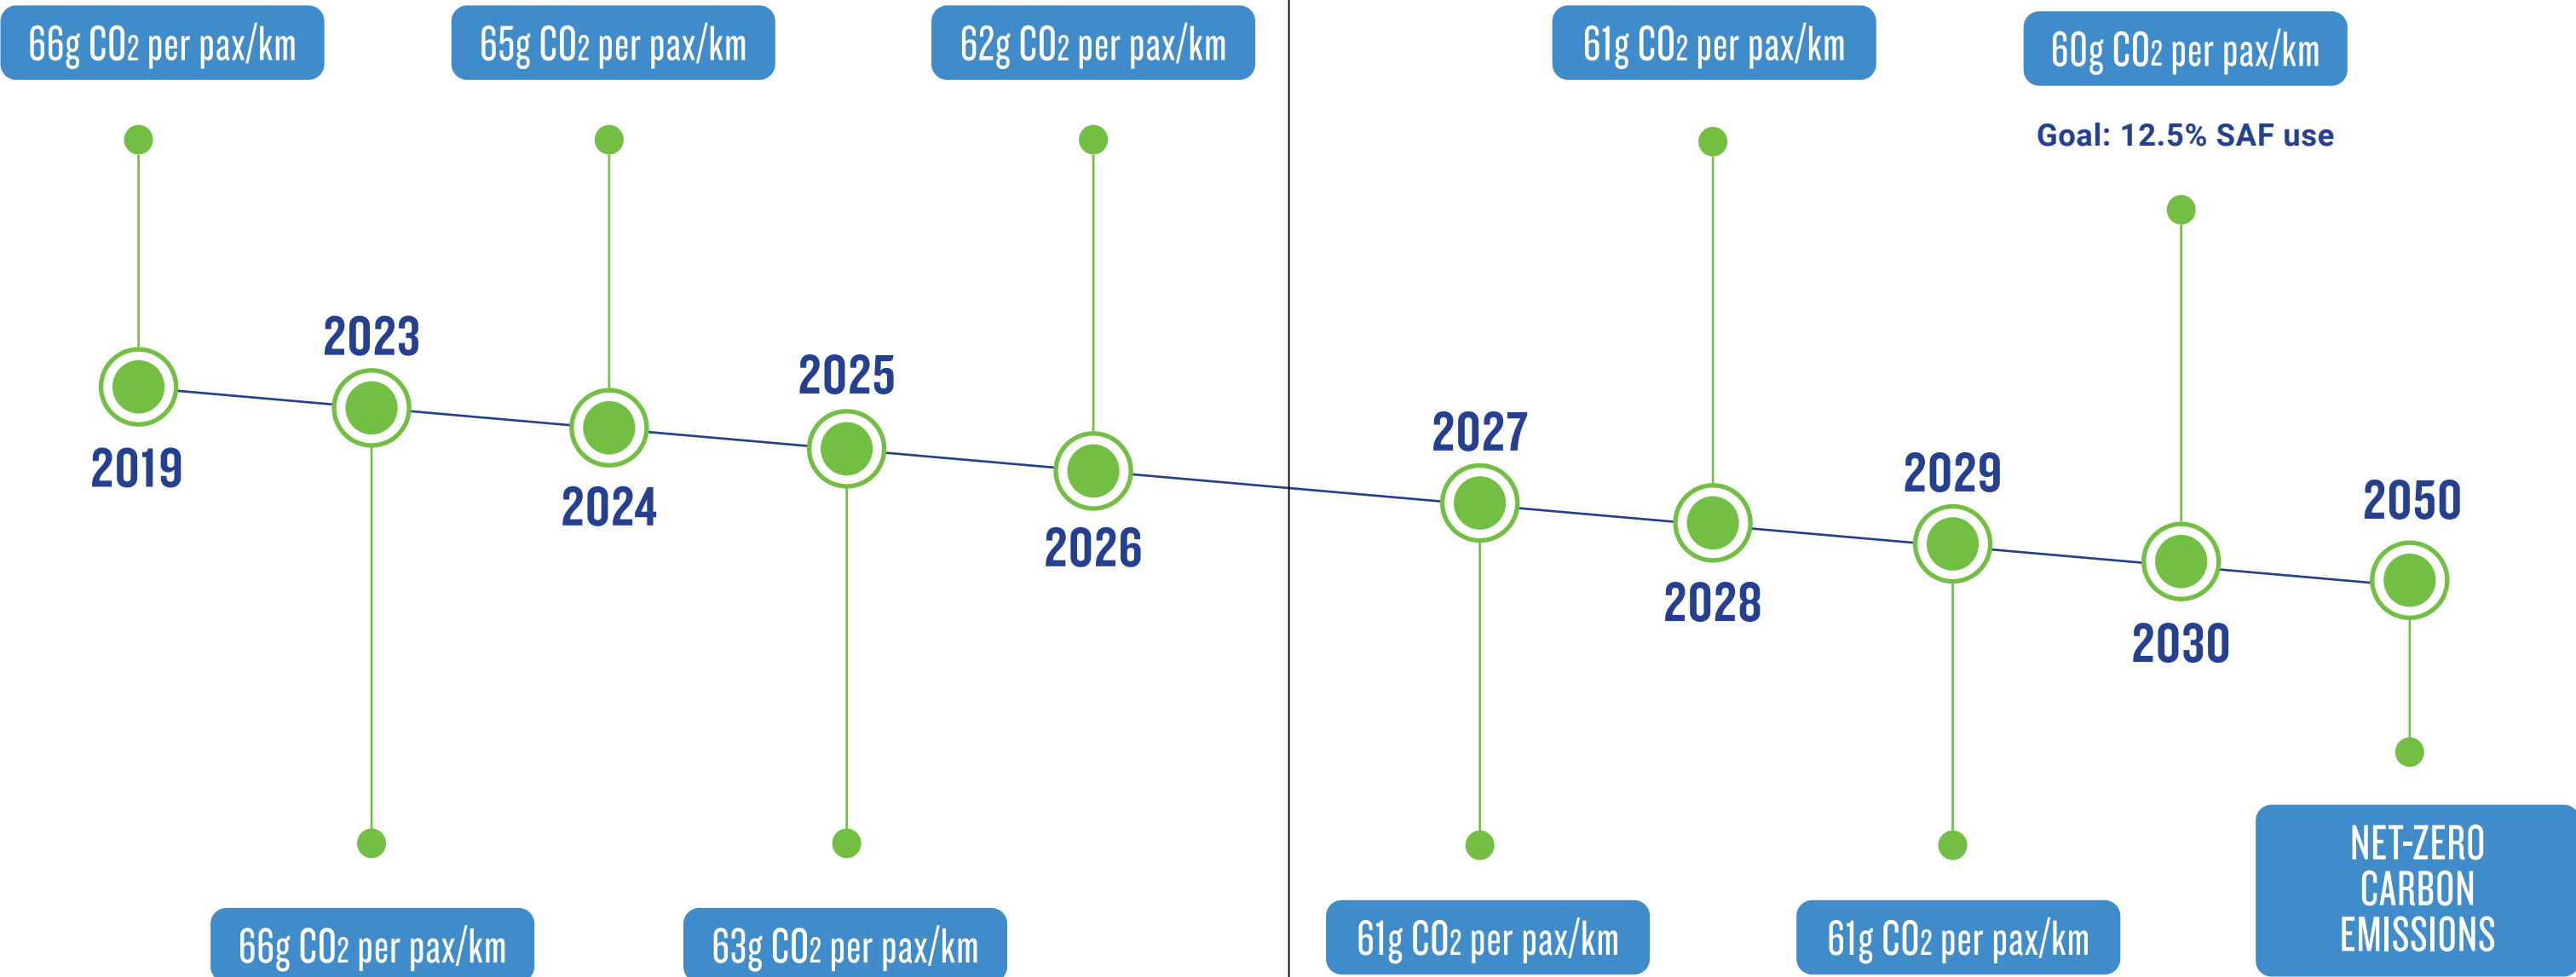 66g CO2 per pax/km
65g CO2 per pax/km
62g CO2 per pax/km
61g CO2 per pax/km
60g CO2 per pax/km
Goal: 12.5% SAF use
2019
2023
2024
2025
2026
2027
2028
2029
2030
2050
66g CO2 per pax/km
63g CO2 per pax/km
61g CO2 per pax/km
61g CO2 per pax/km
NET-ZERO
CARBON
EMISSIONS